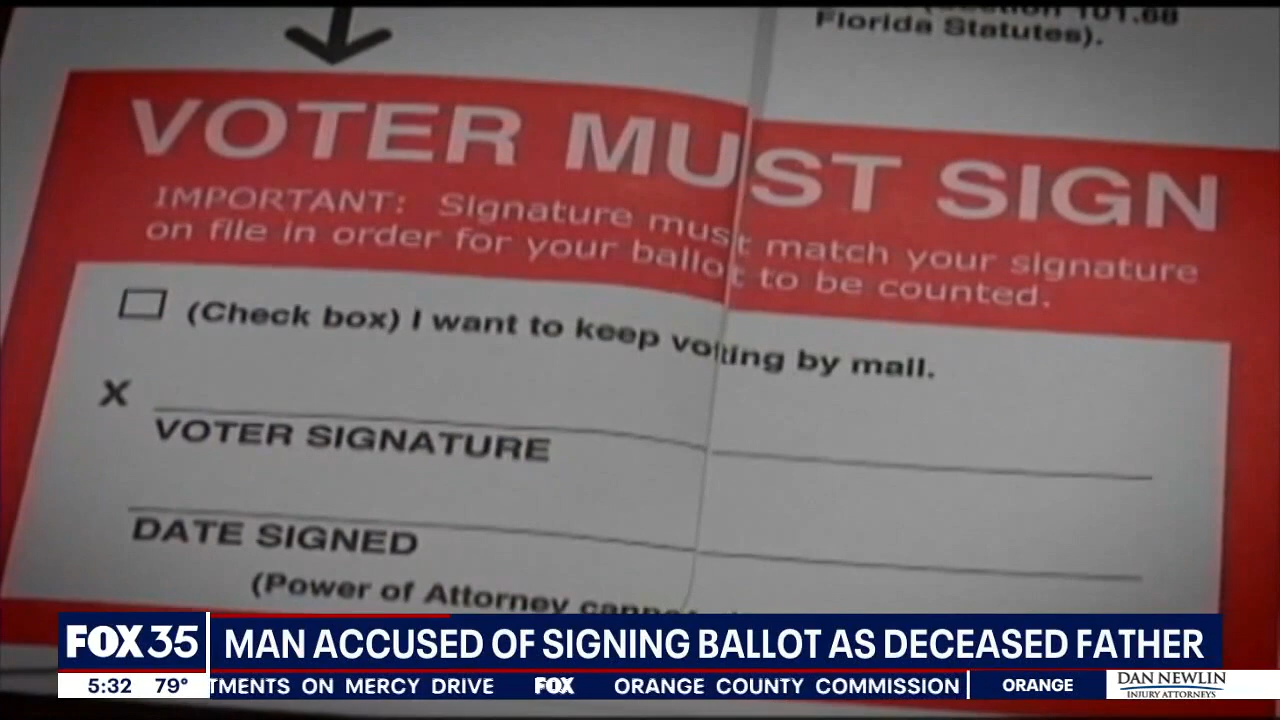 (Section 101.68
Florida Statutes).
VOTER MUST SIGN
IMPORTANT: Signature must match your signature
on file in order for your ballot to be counted.
(Check box) I want to keep voting by mail.
X
VOTER SIGNATURE
DATE SIGNED
(Power of Attorney
FOX 35
MAN ACCUSED OF SIGNING BALLOT AS DECEASED FATHER
5:32 79° TMENTS ON MERCY DRIVE FOX ORANGE COUNTY COMMISSION ORANGE
DAN NEWLIN
INJURY ATTORNEYS